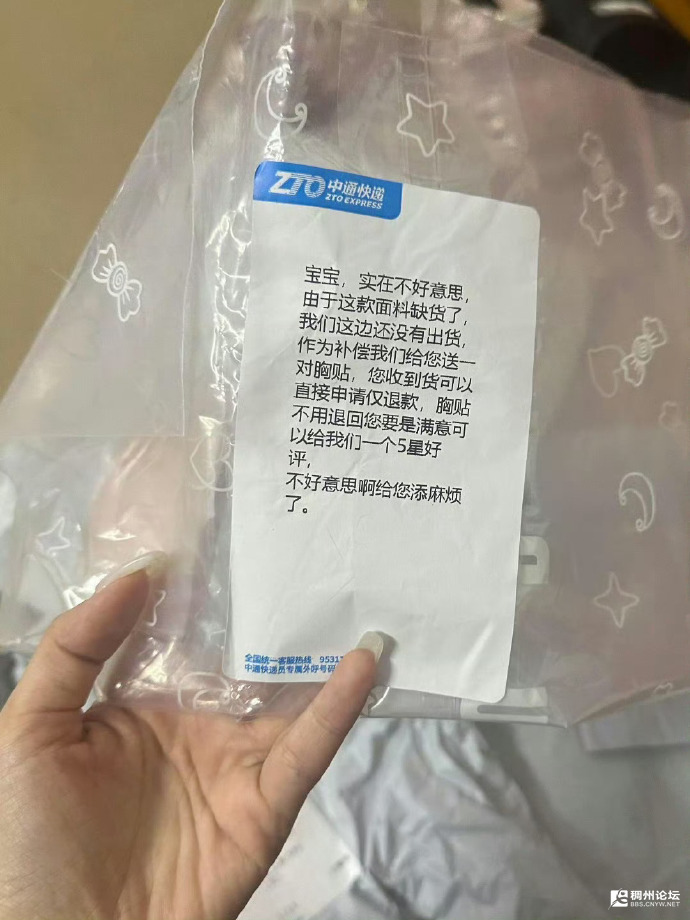 ZTO 中通快递
ZTO EXPRESS
宝宝，实在不好意思，
由于这款面料缺货了，
我们这边还没有出货，
作为补偿我们给您送一
对胸贴，您收到货可以
直接申请仅退款，胸贴
不用退回您要是满意可
以给我们一个5星好
评，
不好意思啊给您添麻烦
了。
全国统一客服热线 9531
中通快递员专属外呼号码
稠州论坛
BBS.CNYW.NET